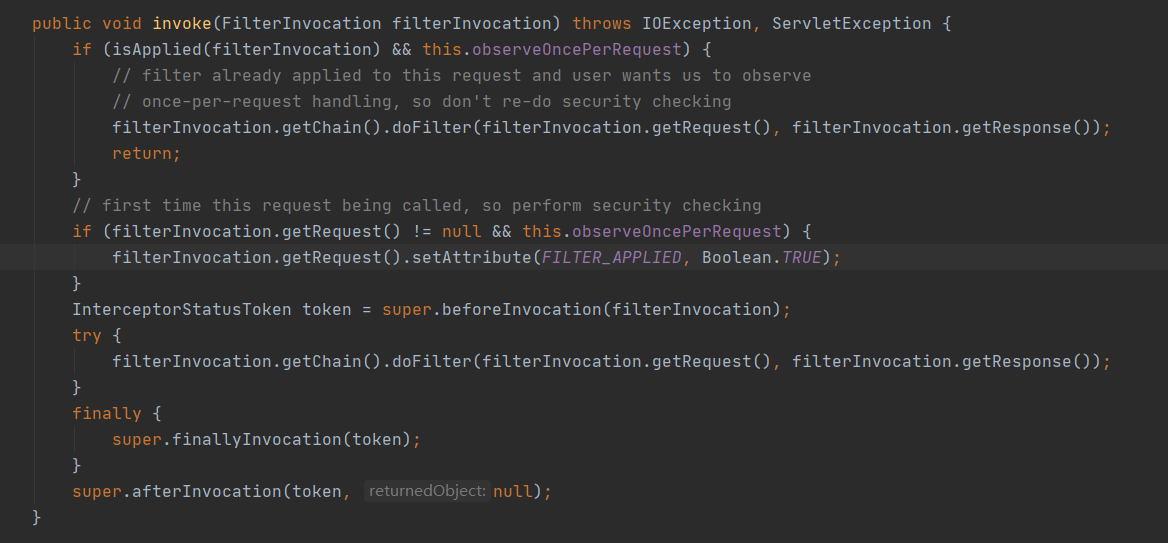 public void invoke(FilterInvocation filterInvocation) throws IOException, ServletException {
if (isApplied(filterInvocation) && this.observeOncePerRequest) {
// filter already applied to this request and user wants us to observe
// once-per-request handling, so don't re-do security checking
filterInvocation.getChain().doFilter(filterInvocation.getRequest(), filterInvocation.getResponse());
return;
}
// first time this request being called, so perform security checking
if (filterInvocation.getRequest() != null && this.observeOncePerRequest) {
filterInvocation.getRequest().setAttribute(FILTER_APPLIED, Boolean.TRUE);
}
InterceptorStatusToken token = super.beforeInvocation(filterInvocation);
try {
filterInvocation.getChain().doFilter(filterInvocation.getRequest(), filterInvocation.getResponse());
}
finally {
super.finallyInvocation(token);
}
super.afterInvocation(token, returnedObject: null);
}